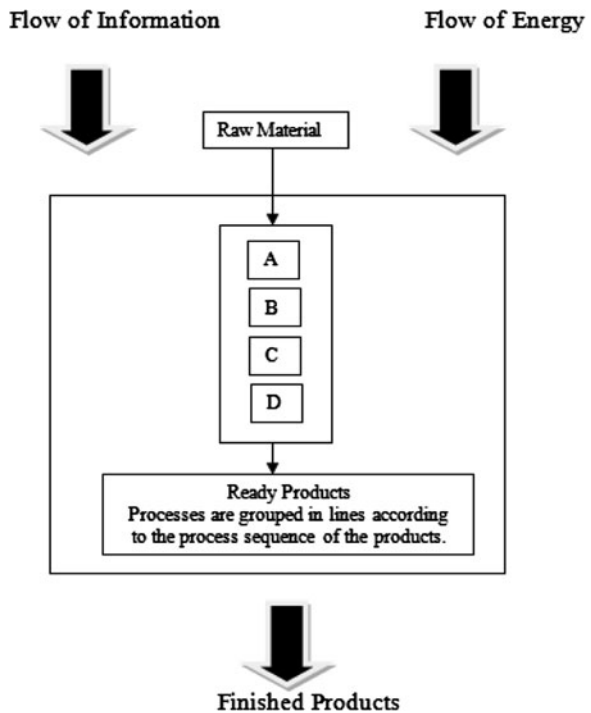 Flow of Information
Flow of Energy
Raw Material
A
B
C
D
Ready Products
Processes are grouped in lines according
to the process sequence of the products.
Finished Products